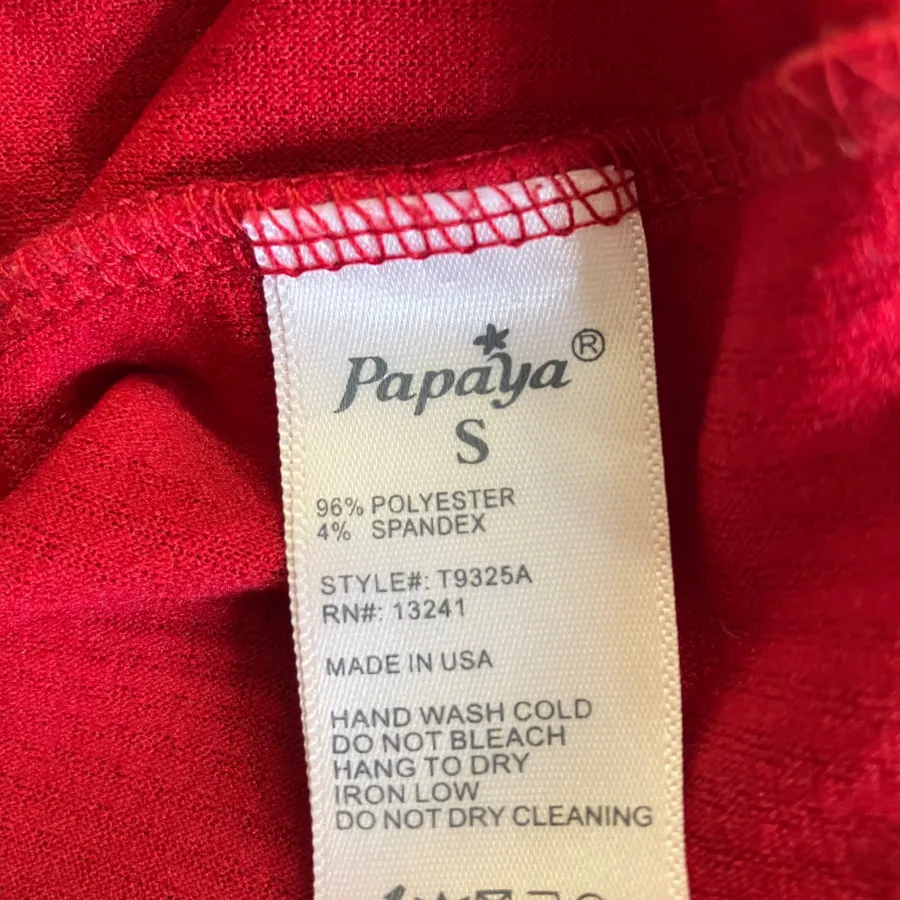 Papaya®
S
96% POLYESTER
4% SPANDEX
STYLE#: T9325A
RN#: 13241
MADE IN USA
HAND WASH COLD
DO NOT BLEACH
HANG TO DRY
IRON LOW
DO NOT DRY CLEANING